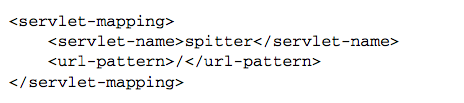 <servlet-mapping>
    <servlet-name>spitter</servlet-name>
    <url-pattern>/</url-pattern>
</servlet-mapping>